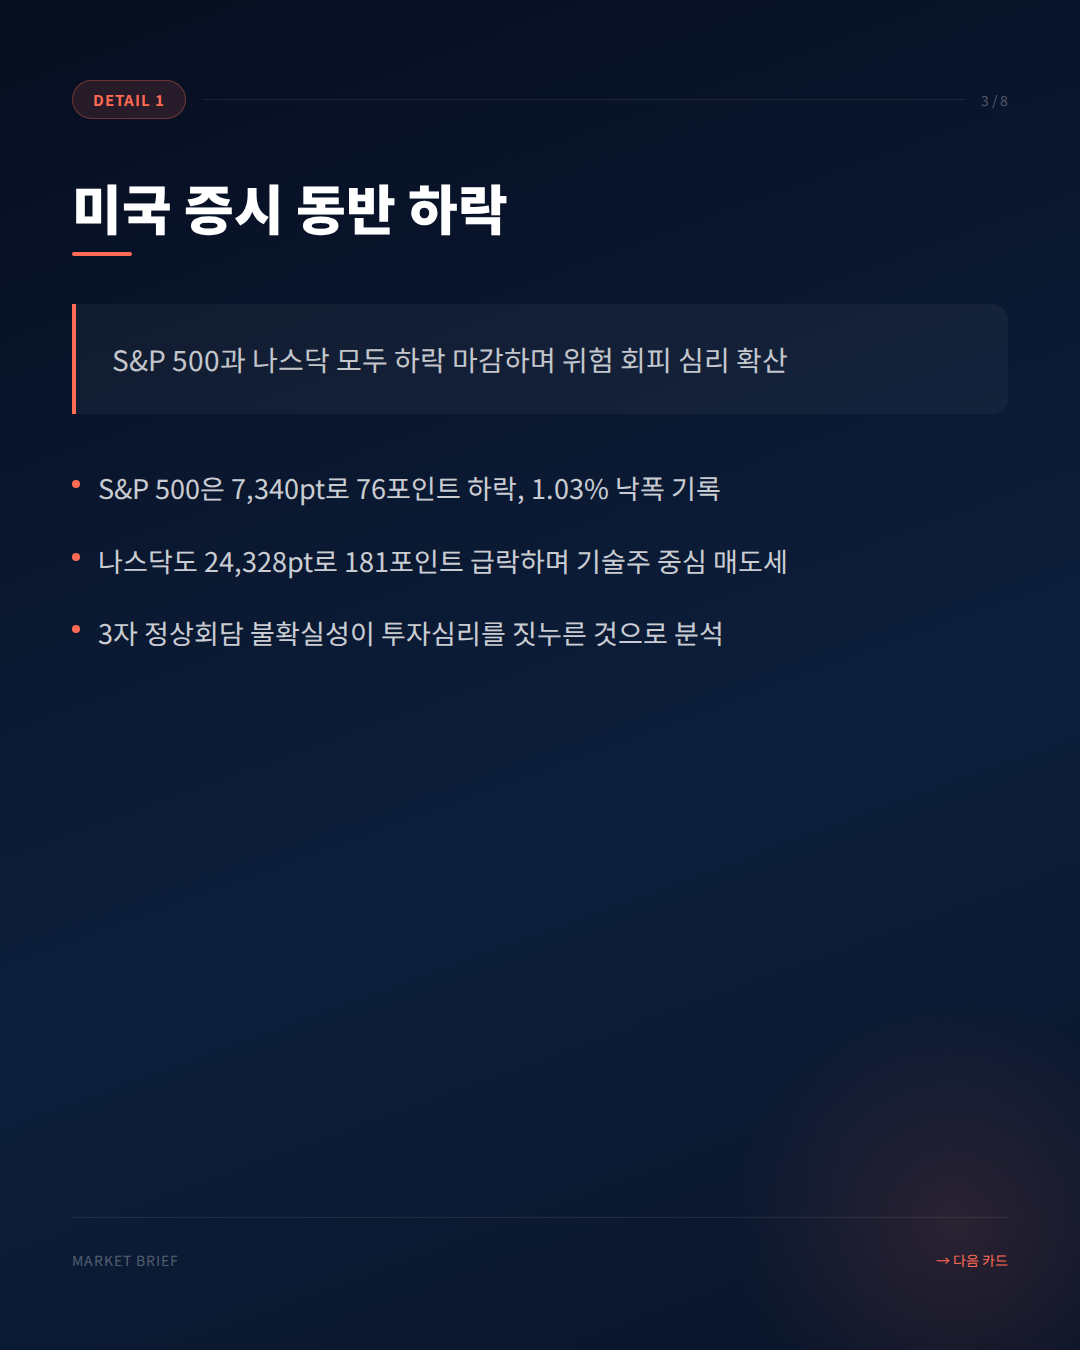 DETAIL 1
3 / 8
미국 증시 동반 하락
S&P 500과 나스닥 모두 하락 마감하며 위험 회피 심리 확산
• S&P 500은 7,340pt로 76포인트 하락, 1.03% 낙폭 기록
• 나스닥도 24,328pt로 181포인트 급락하며 기술주 중심 매도세
• 3자 정상회담 불확실성이 투자심리를 짓누른 것으로 분석
MARKET BRIEF
→ 다음 카드